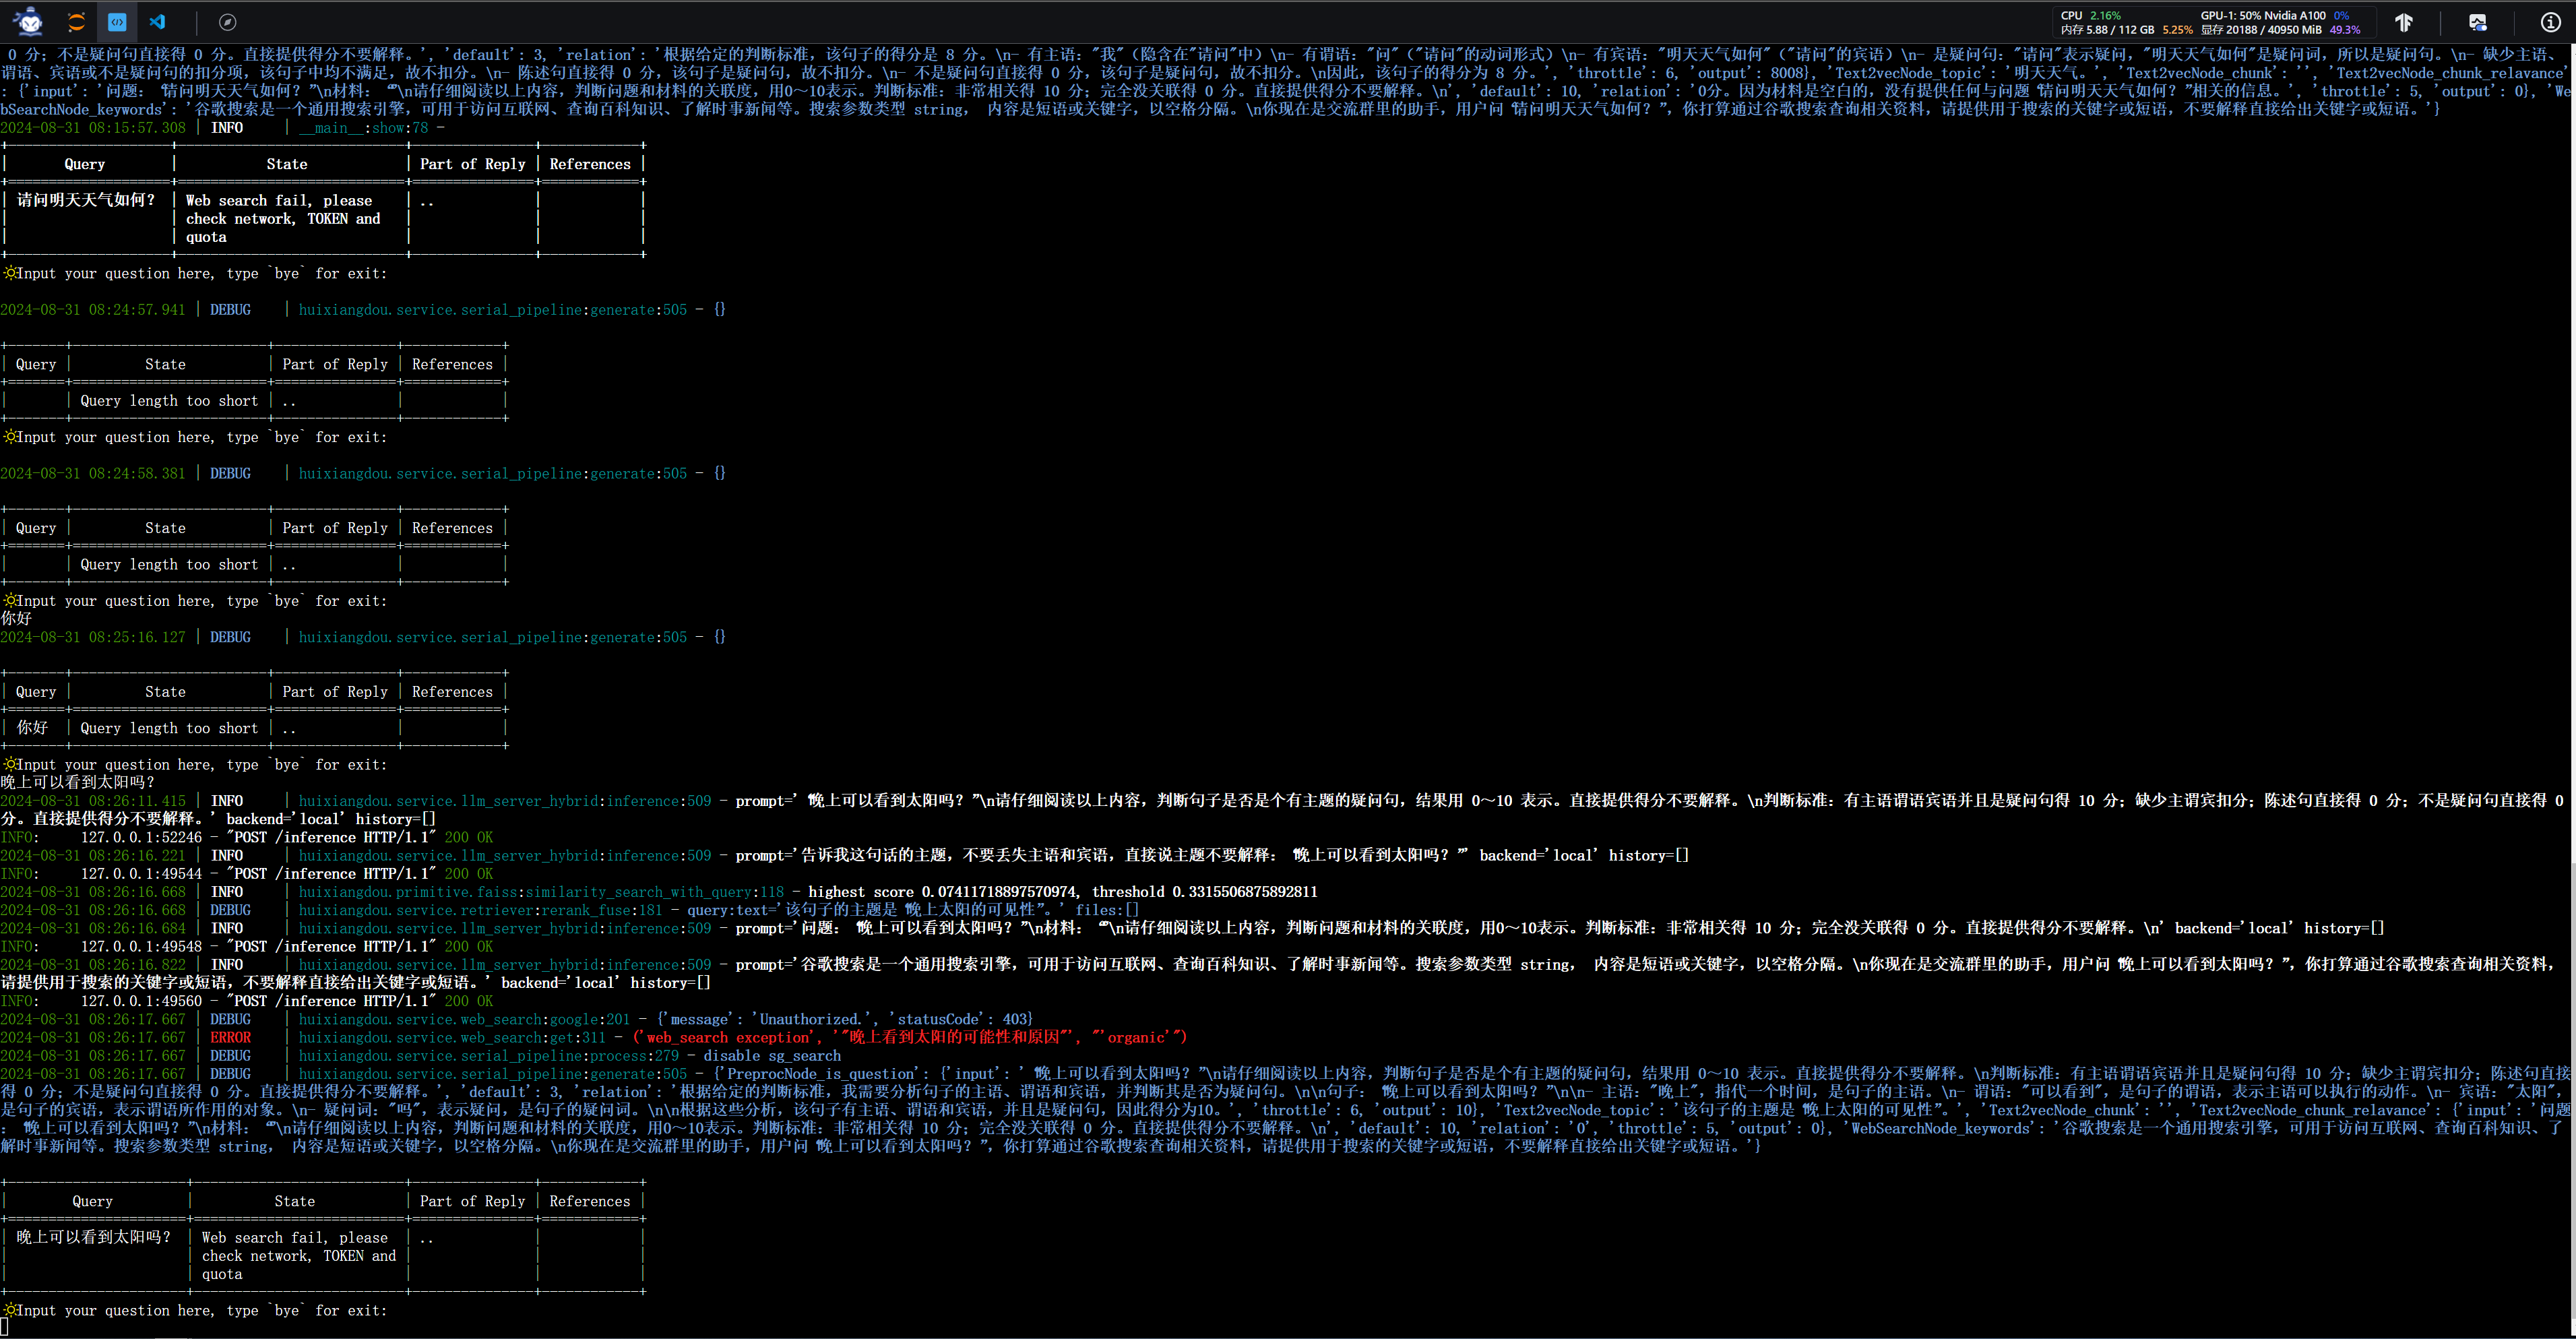 CPU 2.16% GPU-1: 50% Nvidia A100 0%
内存 5.88 / 112 GB 5.25% 显存 20188 / 40950 MiB 49.3%
0 分；不是疑问句直接得 0 分。直接提供得分不要解释。', 'default': 3, 'relation': '根据给定的判断标准，该句子的得分是 8 分。\n- 有主语："我"（隐含在"请问"中）\n- 有谓语："问"（"请问"的动词形式）\n- 有宾语："明天天气如何"（"请问"的宾语）\n- 是疑问句："请问"表示疑问，"明天天气如何"是疑问词，所以是疑问句。\n- 缺少主语、
谓语、宾语或不是疑问句的扣分项，该句子中均不满足，故不扣分。\n- 陈述句直接得 0 分，该句子是疑问句，故不扣分。\n- 不是疑问句直接得 0 分，该句子是疑问句，故不扣分。\n因此，该句子的得分为 8 分。', 'throttle': 6, 'output': 8008}, 'Text2vecNode_topic': '明天天气。', 'Text2vecNode_chunk': '', 'Text2vecNode_chunk_relavance'
: {'input': '问题：“请问明天天气如何？”\n材料：“”\n请仔细阅读以上内容，判断问题和材料的关联度，用0～10表示。判断标准：非常相关得 10 分；完全没关联得 0 分。直接提供得分不要解释。\n', 'default': 10, 'relation': '0分。因为材料是空白的，没有提供任何与问题“请问明天天气如何？”相关的信息。', 'throttle': 5, 'output': 0}, 'We
bSearchNode_keywords': '谷歌搜索是一个通用搜索引擎，可用于访问互联网、查询百科知识、了解时事新闻等。搜索参数类型 string， 内容是短语或关键字，以空格分隔。\n你现在是交流群里的助手，用户问“请问明天天气如何？”，你打算通过谷歌搜索查询相关资料，请提供用于搜索的关键字或短语，不要解释直接给出关键字或短语。'}
2024-08-31 08:15:57.308 | INFO     | __main__:show:78 -
Query | State | Part of Reply | References
请问明天天气如何？ | Web search fail, please | ..
check network, TOKEN and
quota
🔆Input your question here, type `bye` for exit:
2024-08-31 08:24:57.941 | DEBUG    | huixiangdou.service.serial_pipeline:generate:505 - {}
Query | State | Part of Reply | References
Query length too short | ..
🔆Input your question here, type `bye` for exit:
2024-08-31 08:24:58.381 | DEBUG    | huixiangdou.service.serial_pipeline:generate:505 - {}
Query | State | Part of Reply | References
Query length too short | ..
🔆Input your question here, type `bye` for exit:
你好
2024-08-31 08:25:16.127 | DEBUG    | huixiangdou.service.serial_pipeline:generate:505 - {}
Query | State | Part of Reply | References
你好 | Query length too short | ..
🔆Input your question here, type `bye` for exit:
晚上可以看到太阳吗？
2024-08-31 08:26:11.415 | INFO     | huixiangdou.service.llm_server_hybrid:inference:509 - prompt='“晚上可以看到太阳吗？”\n请仔细阅读以上内容，判断句子是否是个有主题的疑问句，结果用 0～10 表示。直接提供得分不要解释。\n判断标准：有主语谓语宾语并且是疑问句得 10 分；缺少主谓宾扣分；陈述句直接得 0 分；不是疑问句直接得 0
分。直接提供得分不要解释。' backend='local' history=[]
INFO:     127.0.0.1:52246 - "POST /inference HTTP/1.1" 200 OK
2024-08-31 08:26:16.221 | INFO     | huixiangdou.service.llm_server_hybrid:inference:509 - prompt='告诉我这句话的主题，不要丢失主语和宾语，直接说主题不要解释：“晚上可以看到太阳吗？”' backend='local' history=[]
INFO:     127.0.0.1:49544 - "POST /inference HTTP/1.1" 200 OK
2024-08-31 08:26:16.668 | INFO     | huixiangdou.primitive.faiss:similarity_search_with_query:118 - highest score 0.07411718897570974, threshold 0.3315506875892811
2024-08-31 08:26:16.668 | DEBUG    | huixiangdou.service.retriever:rerank_fuse:181 - query:text='该句子的主题是“晚上太阳的可见性”。' files:[]
2024-08-31 08:26:16.684 | INFO     | huixiangdou.service.llm_server_hybrid:inference:509 - prompt='问题：“晚上可以看到太阳吗？”\n材料：“”\n请仔细阅读以上内容，判断问题和材料的关联度，用0～10表示。判断标准：非常相关得 10 分；完全没关联得 0 分。直接提供得分不要解释。\n' backend='local' history=[]
INFO:     127.0.0.1:49548 - "POST /inference HTTP/1.1" 200 OK
2024-08-31 08:26:16.822 | INFO     | huixiangdou.service.llm_server_hybrid:inference:509 - prompt='谷歌搜索是一个通用搜索引擎，可用于访问互联网、查询百科知识、了解时事新闻等。搜索参数类型 string， 内容是短语或关键字，以空格分隔。\n你现在是交流群里的助手，用户问“晚上可以看到太阳吗？”，你打算通过谷歌搜索查询相关资料，
请提供用于搜索的关键字或短语，不要解释直接给出关键字或短语。' backend='local' history=[]
INFO:     127.0.0.1:49560 - "POST /inference HTTP/1.1" 200 OK
2024-08-31 08:26:17.667 | DEBUG    | huixiangdou.service.web_search:google:201 - {'message': 'Unauthorized.', 'statusCode': 403}
2024-08-31 08:26:17.667 | ERROR    | huixiangdou.service.web_search:get:311 - ('web_search exception', '"晚上看到太阳的可能性和原因"', "'organic'")
2024-08-31 08:26:17.667 | DEBUG    | huixiangdou.service.serial_pipeline:process:279 - disable sg_search
2024-08-31 08:26:17.667 | DEBUG    | huixiangdou.service.serial_pipeline:generate:505 - {'PreprocNode_is_question': {'input': '“晚上可以看到太阳吗？”\n请仔细阅读以上内容，判断句子是否是个有主题的疑问句，结果用 0～10 表示。直接提供得分不要解释。\n判断标准：有主语谓语宾语并且是疑问句得 10 分；缺少主谓宾扣分；陈述句直接
得 0 分；不是疑问句直接得 0 分。直接提供得分不要解释。', 'default': 3, 'relation': '根据给定的判断标准，我需要分析句子的主语、谓语和宾语，并判断其是否为疑问句。\n\n句子：“晚上可以看到太阳吗？”\n\n- 主语："晚上"，指代一个时间，是句子的主语。\n- 谓语："可以看到"，是句子的谓语，表示主语可以执行的动作。\n- 宾语："太阳"，
是句子的宾语，表示谓语所作用的对象。\n- 疑问词："吗"，表示疑问，是句子的疑问词。\n\n根据这些分析，该句子有主语、谓语和宾语，并且是疑问句，因此得分为10。', 'throttle': 6, 'output': 10}, 'Text2vecNode_topic': '该句子的主题是“晚上太阳的可见性”。', 'Text2vecNode_chunk': '', 'Text2vecNode_chunk_relavance': {'input': '问题
：“晚上可以看到太阳吗？”\n材料：“”\n请仔细阅读以上内容，判断问题和材料的关联度，用0～10表示。判断标准：非常相关得 10 分；完全没关联得 0 分。直接提供得分不要解释。\n', 'default': 10, 'relation': '0', 'throttle': 5, 'output': 0}, 'WebSearchNode_keywords': '谷歌搜索是一个通用搜索引擎，可用于访问互联网、查询百科知识、了
解时事新闻等。搜索参数类型 string， 内容是短语或关键字，以空格分隔。\n你现在是交流群里的助手，用户问“晚上可以看到太阳吗？”，你打算通过谷歌搜索查询相关资料，请提供用于搜索的关键字或短语，不要解释直接给出关键字或短语。'}
Query | State | Part of Reply | References
晚上可以看到太阳吗？ | Web search fail, please | ..
check network, TOKEN and
quota
🔆Input your question here, type `bye` for exit: